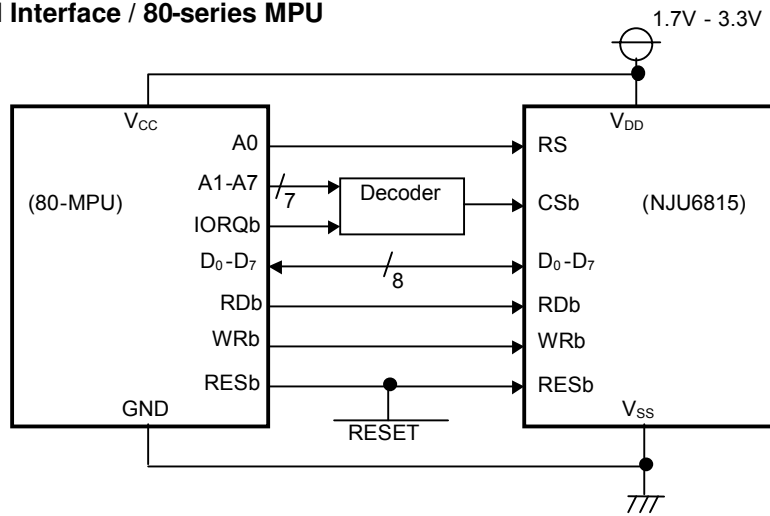 Interface / 80-series MPU
1.7V - 3.3V
VCC
VDD
A0
RS
A1-A7
7
Decoder
CSb
(80-MPU)
(NJU6815)
IORQb
D0-D7
8
D0-D7
RDb
RDb
WRb
WRb
RESb
RESb
GND
RESET
VSS